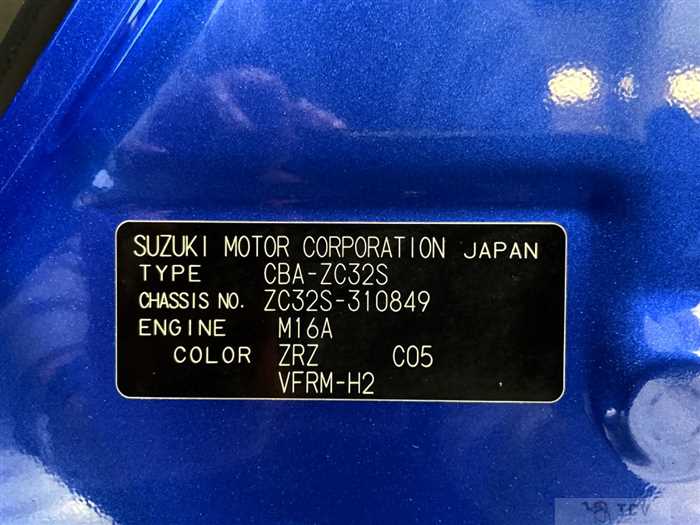 SUZUKI MOTOR CORPORATION JAPAN
TYPE CBA-ZC32S
CHASSIS NO. ZC32S-310849
ENGINE M16A
COLOR ZRZ C05
VFRM-H2